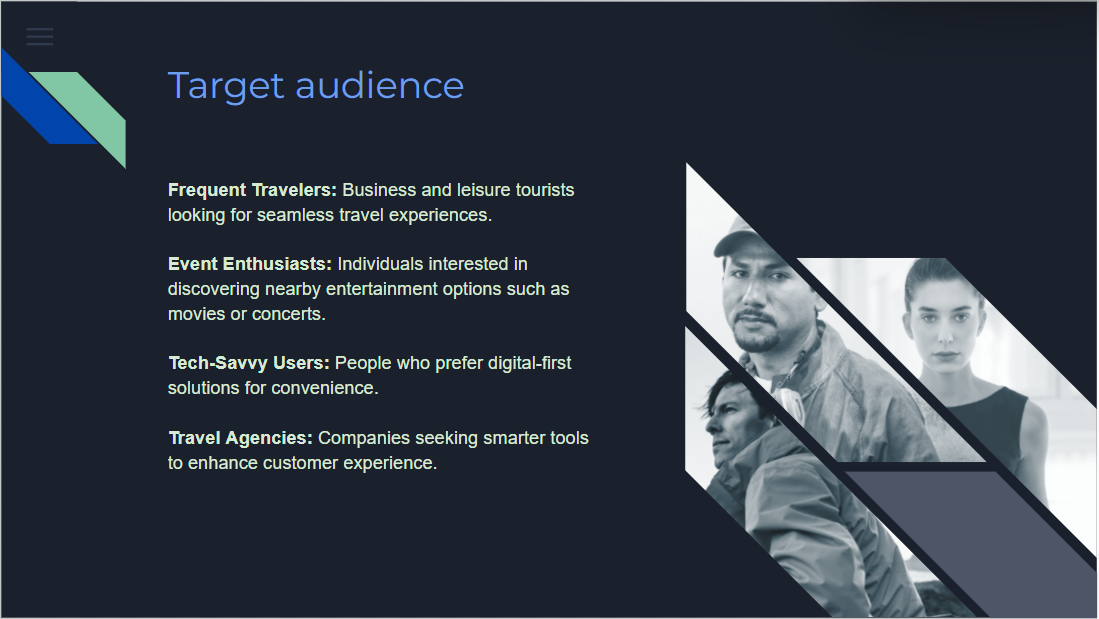 Target audience
Frequent Travelers: Business and leisure tourists
looking for seamless travel experiences.
Event Enthusiasts: Individuals interested in
discovering nearby entertainment options such as
movies or concerts.
Tech-Savvy Users: People who prefer digital-first
solutions for convenience.
Travel Agencies: Companies seeking smarter tools
to enhance customer experience.